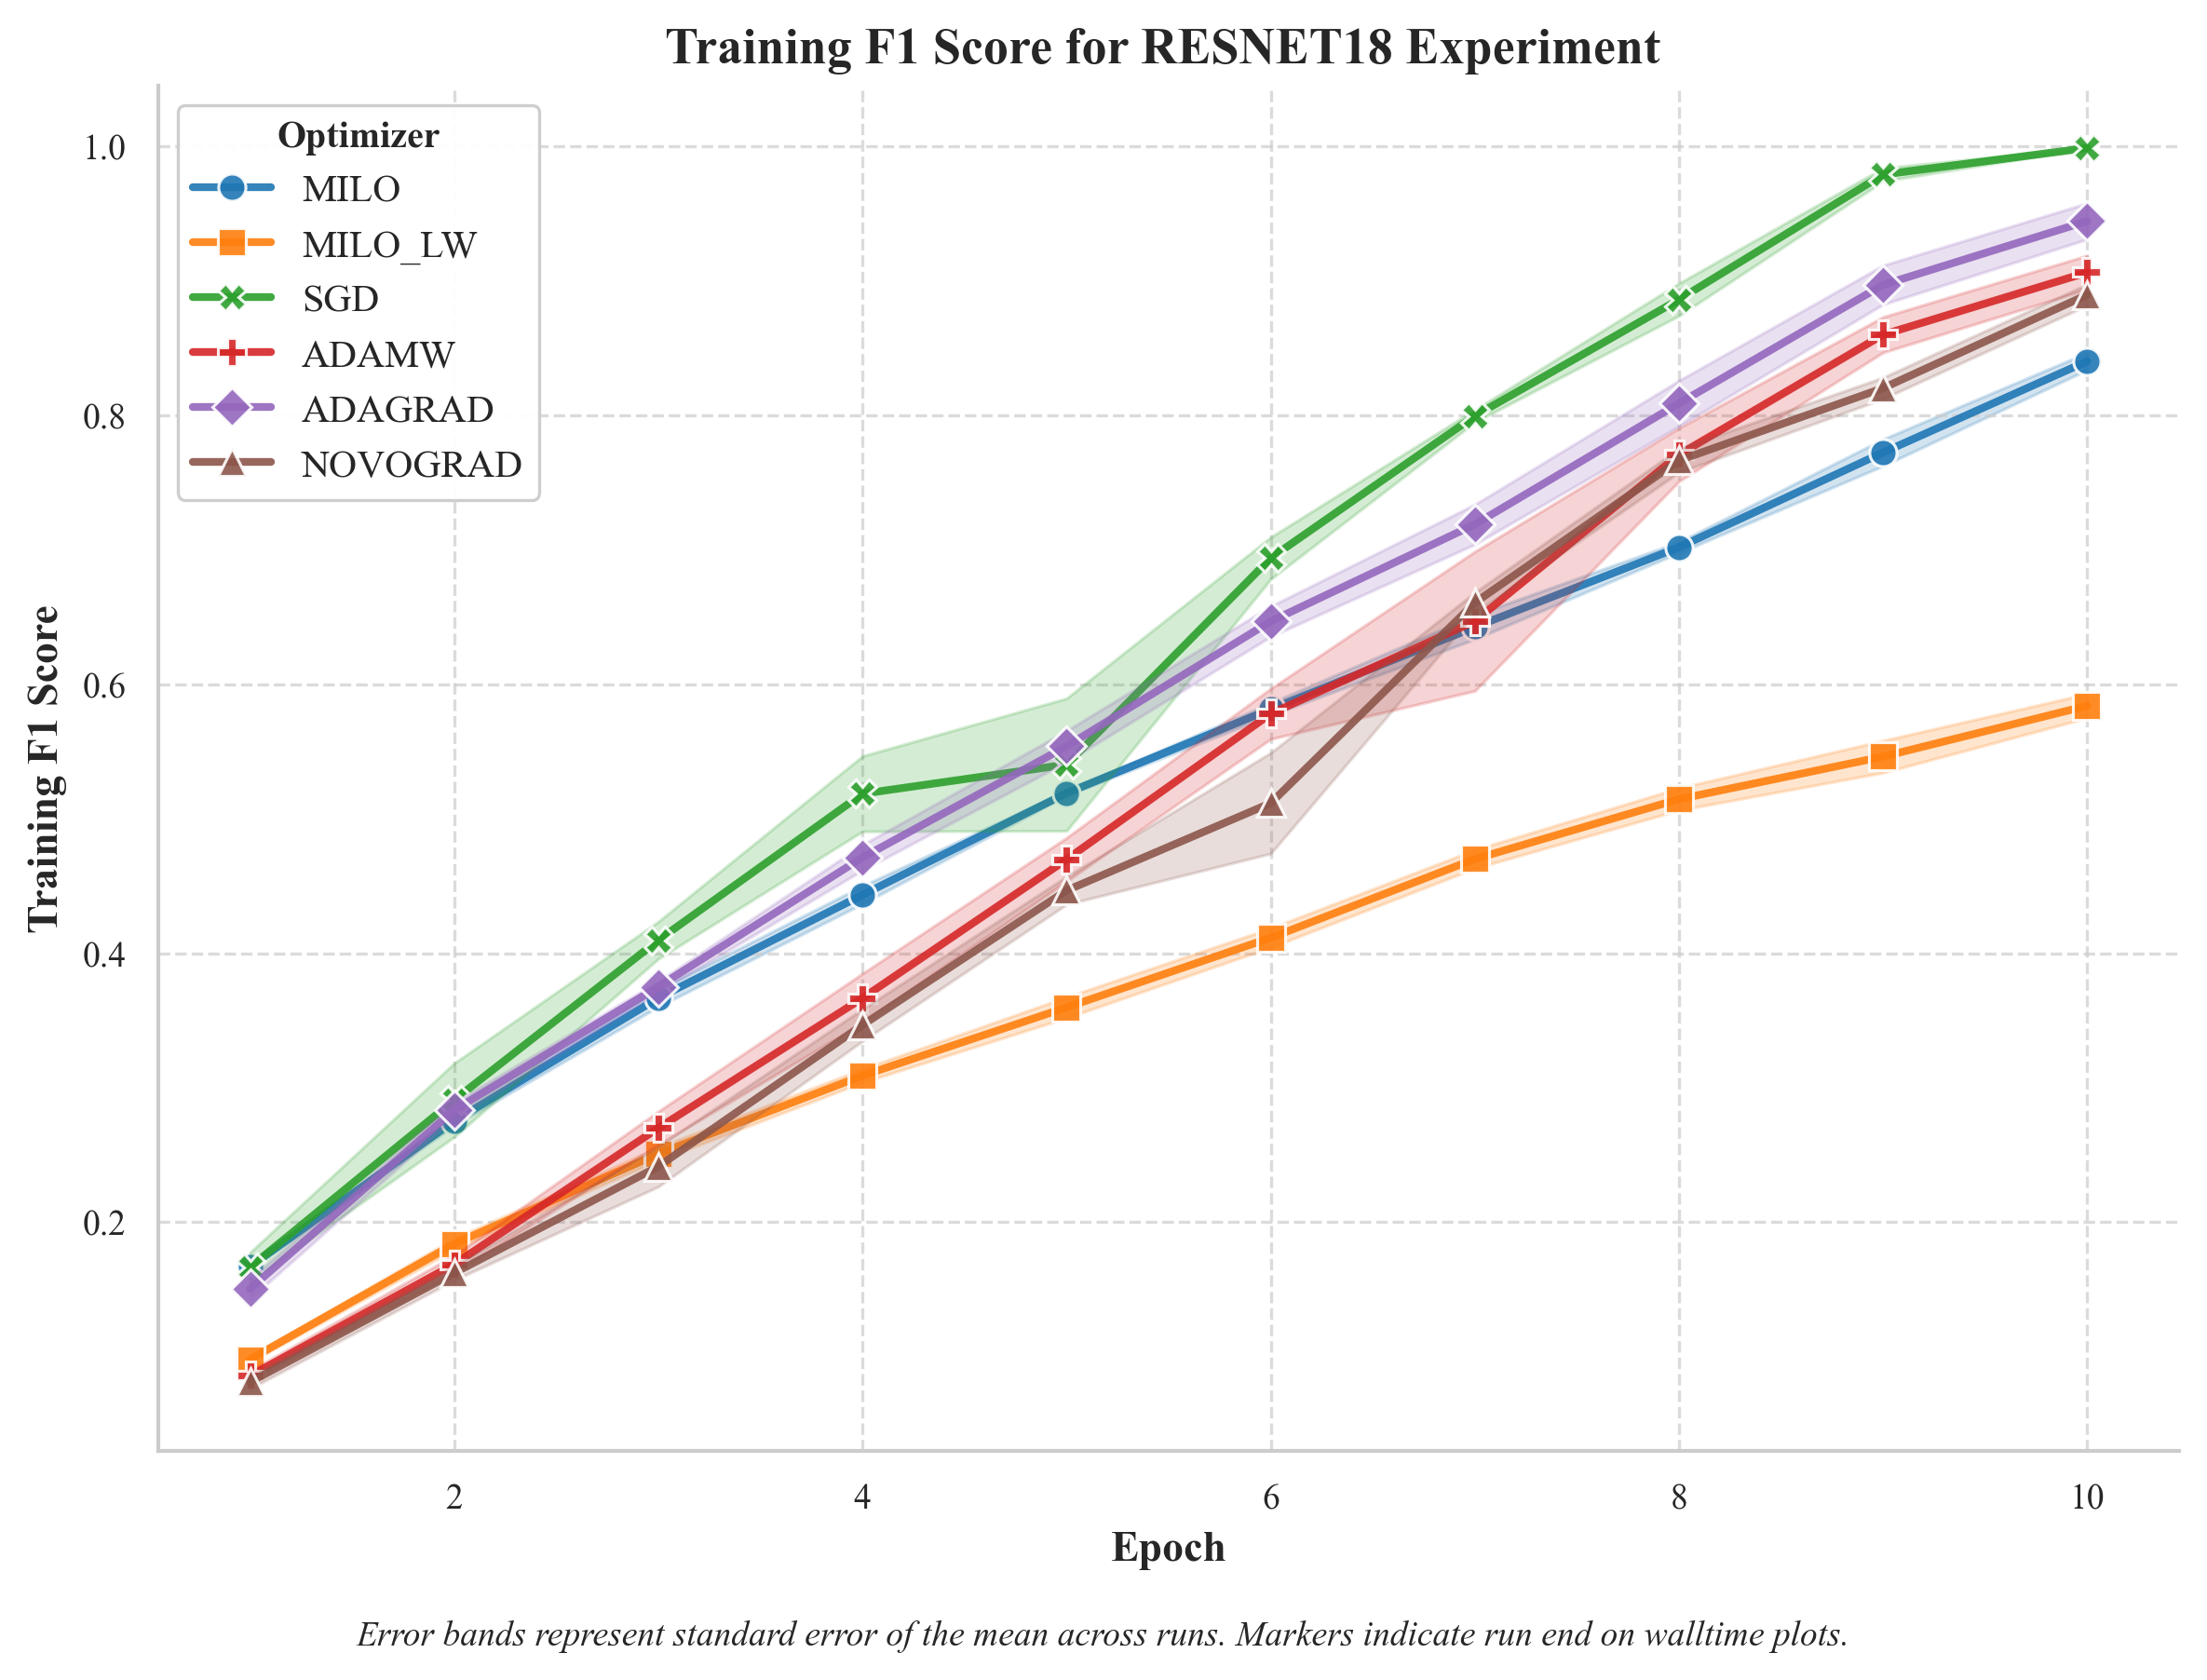 Training F1 Score for RESNET18 Experiment
Optimizer
MILO
MILO_LW
SGD
ADAMW
ADAGRAD
NOVOGRAD
Training F1 Score
1.0
0.8
0.6
0.4
0.2
2 4 6 8 10
Epoch
Error bands represent standard error of the mean across runs. Markers indicate run end on walltime plots.